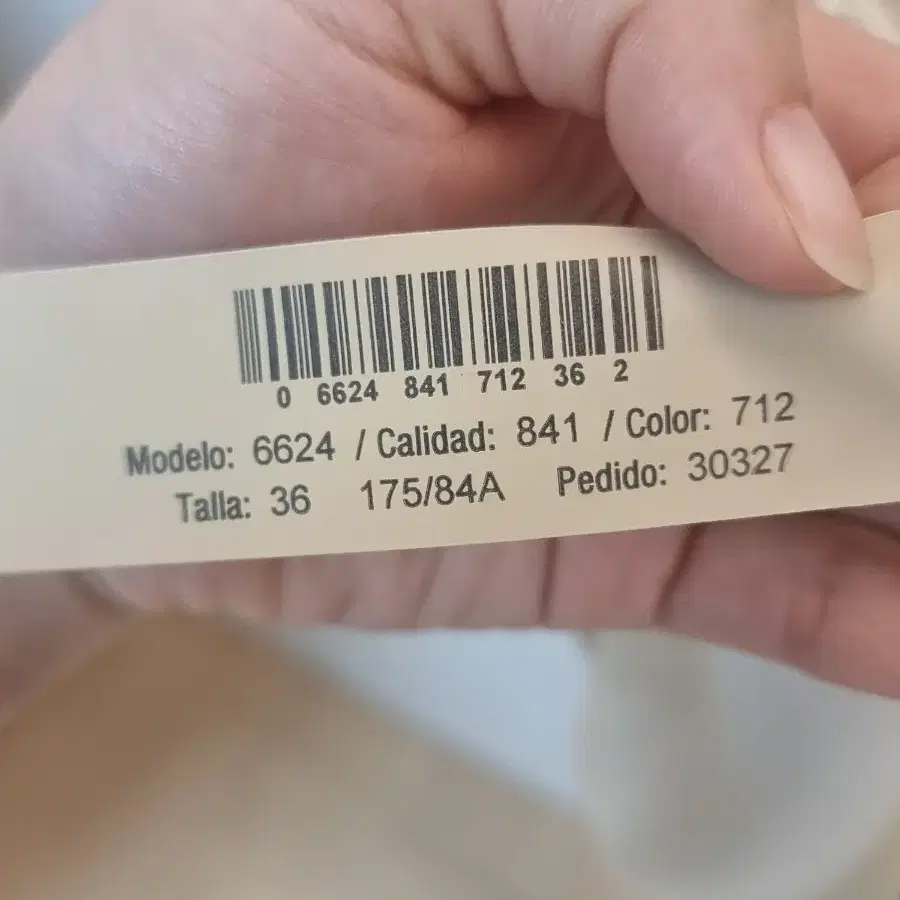 0 6624 841 712 36 2
Modelo: 6624 / Calidad: 841 / Color: 712
Talla: 36 175/84A Pedido: 30327